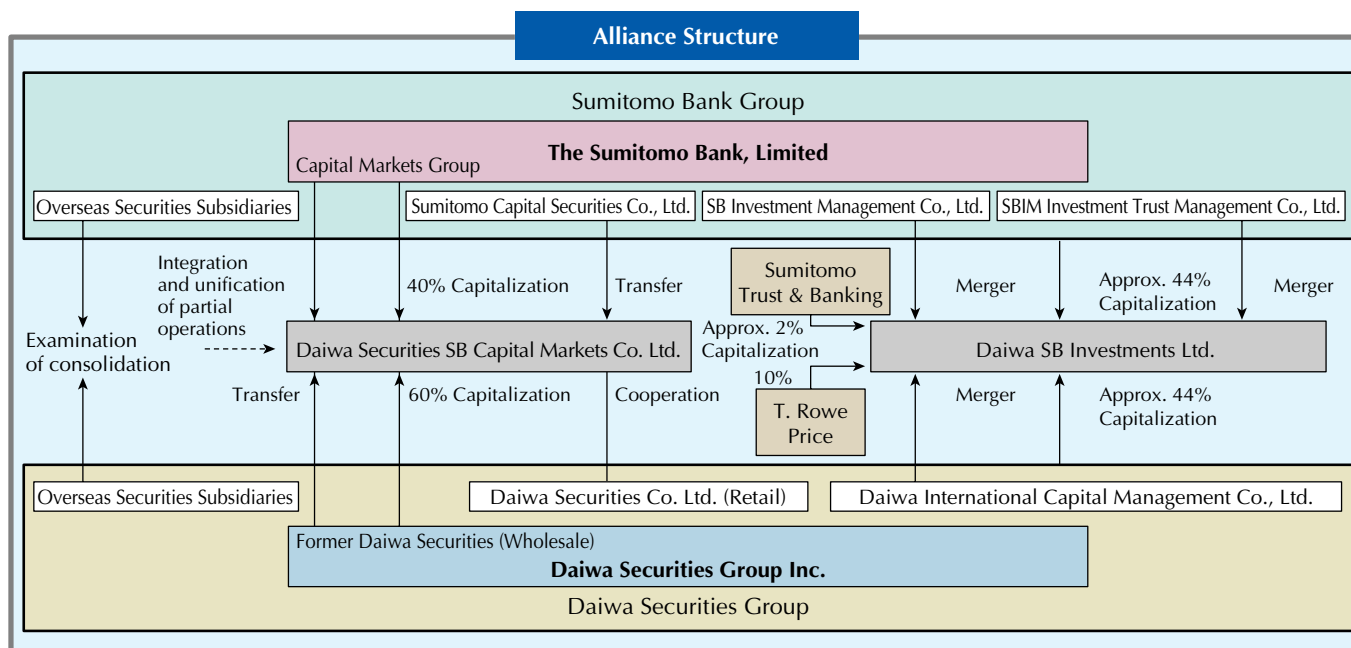 Alliance Structure
Sumitomo Bank Group
The Sumitomo Bank, Limited
Capital Markets Group
Overseas Securities Subsidiaries
Sumitomo Capital Securities Co., Ltd.
SB Investment Management Co., Ltd.
SBIM Investment Trust Management Co., Ltd.
Integration
and unification
of partial
operations
40% Capitalization
Transfer
Sumitomo
Trust & Banking
Merger
Approx. 44%
Capitalization
Merger
Examination
of consolidation
Daiwa Securities SB Capital Markets Co. Ltd.
Approx. 2%
Capitalization
Daiwa SB Investments Ltd.
Transfer
60% Capitalization
Cooperation
10%
T. Rowe
Price
Merger
Approx. 44%
Capitalization
Overseas Securities Subsidiaries
Daiwa Securities Co. Ltd. (Retail)
Daiwa International Capital Management Co., Ltd.
Former Daiwa Securities (Wholesale)
Daiwa Securities Group Inc.
Daiwa Securities Group